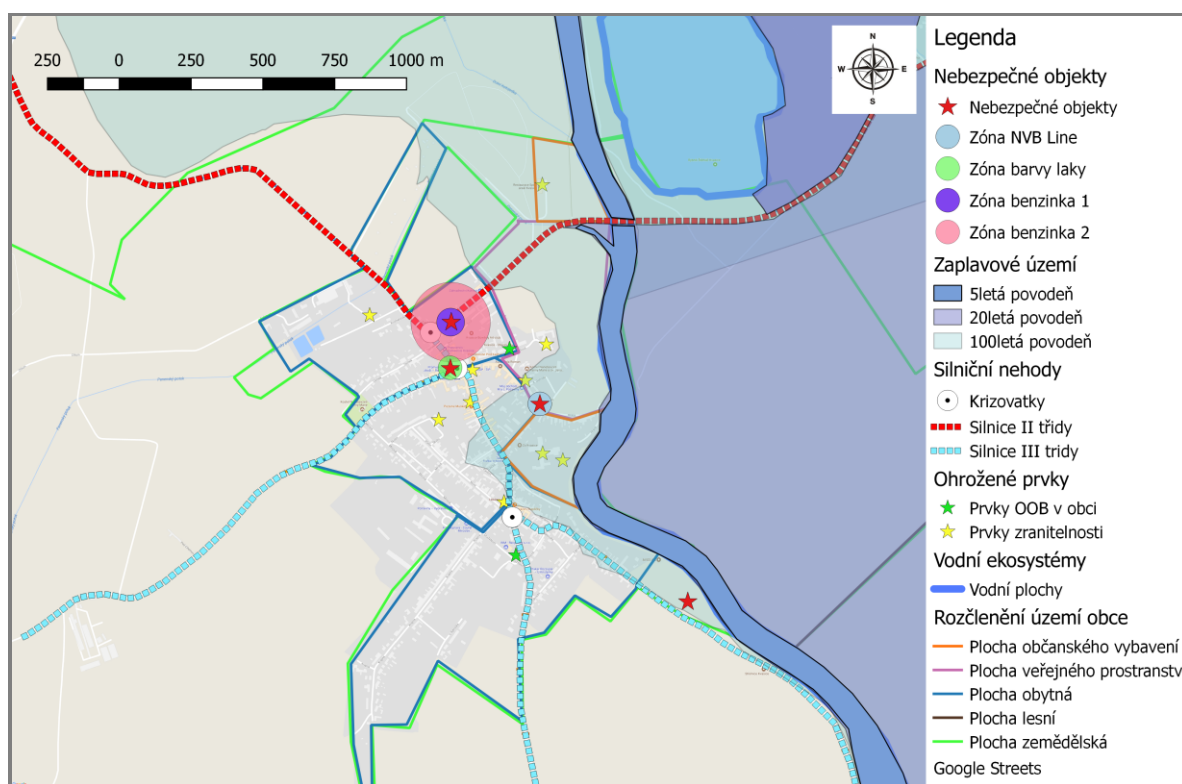 250 0 250 500 750 1000 m
N
W E
S
Legenda
Nebezpečné objekty
Nebezpečné objekty
Zóna NVB Line
Zóna barvy laky
Zóna benzinka 1
Zóna benzinka 2
Zaplavové území
5letá povodeň
20letá povodeň
100letá povodeň
Silniční nehody
Krizovatky
Silnice II třídy
Silnice III tridy
Ohrožené prvky
Prvky OOB v obci
Prvky zranitelnosti
Vodní ekosystémy
Vodní plochy
Rozčlenění území obce
Plocha občanského vybavení
Plocha veřejného prostranstv
Plocha obytná
Plocha lesní
Plocha zemědělská
Google Streets